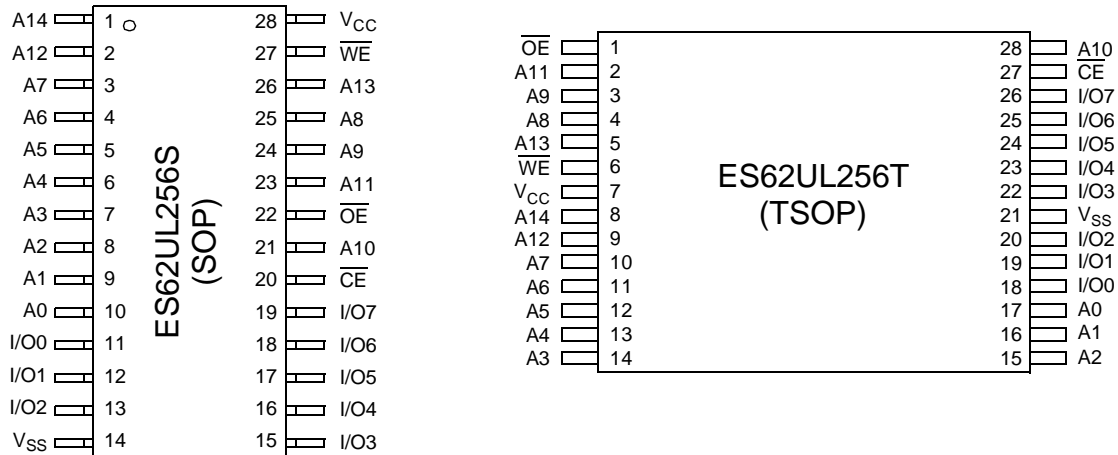 A14 1 28 VCC
A12 2 27 WE
A7 3 26 A13
A6 4 25 A8
A5 5 24 A9
A4 6 23 A11
A3 7 22 OE
A2 8 21 A10
A1 9 20 CE
A0 10 19 I/O7
I/O0 11 18 I/O6
I/O1 12 17 I/O5
I/O2 13 16 I/O4
VSS 14 15 I/O3
ES62UL256S
(SOP)
OE 1 28 A10
A11 2 27 CE
A9 3 26 I/O7
A8 4 25 I/O6
A13 5 24 I/O5
WE 6 23 I/O4
VCC 7 22 I/O3
A14 8 21 VSS
A12 9 20 I/O2
A7 10 19 I/O1
A6 11 18 I/O0
A5 12 17 A0
A4 13 16 A1
A3 14 15 A2
ES62UL256T
(TSOP)